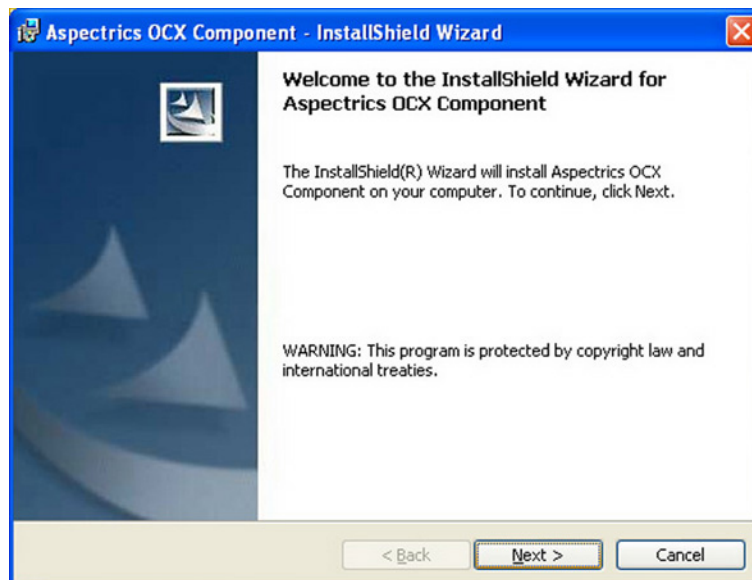 Aspectrics OCX Component - InstallShield Wizard
Welcome to the InstallShield Wizard for
Aspectrics OCX Component
The InstallShield(R) Wizard will install Aspectrics OCX
Component on your computer. To continue, click Next.
WARNING: This program is protected by copyright law and
international treaties.
< Back
Next >
Cancel